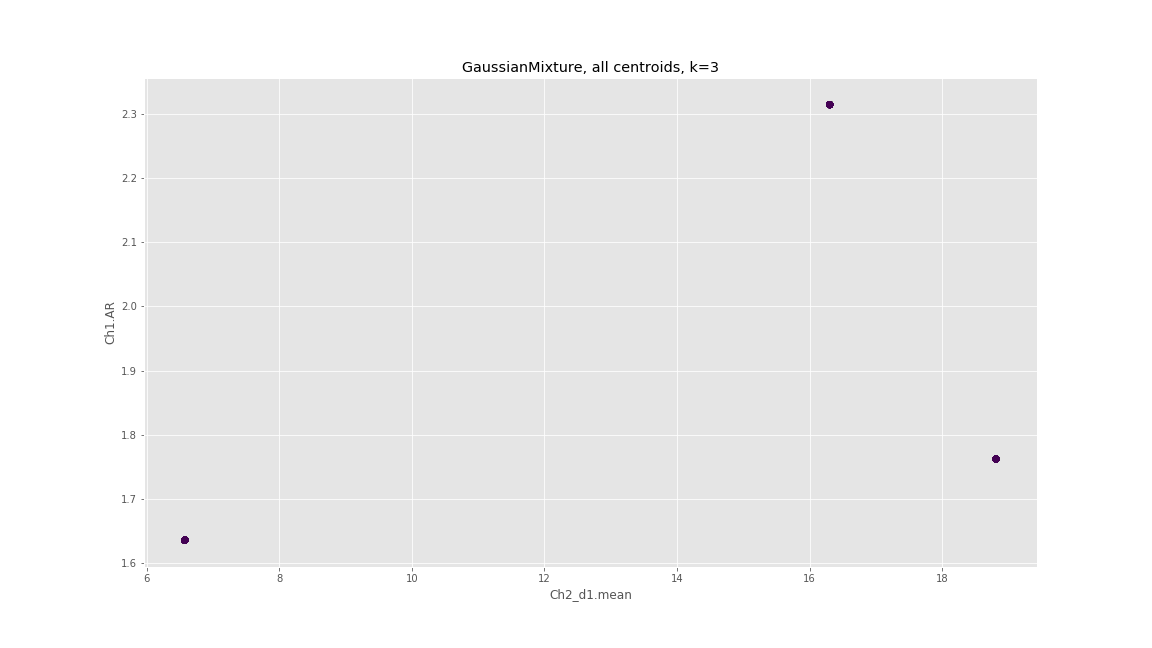 GaussianMixture, all centroids, k=3
2.3
2.2
2.1
2.0
1.9
1.8
1.7
1.6
Ch1.AR
6 8 10 12 14 16 18
Ch2_d1.mean